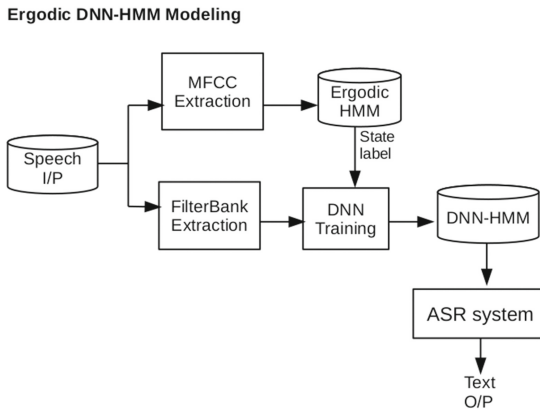 Ergodic DNN-HMM Modeling
MFCC
Extraction
Ergodic
HMM
State
label
Speech
I/P
FilterBank
Extraction
DNN
Training
DNN-HMM
ASR system
Text
O/P